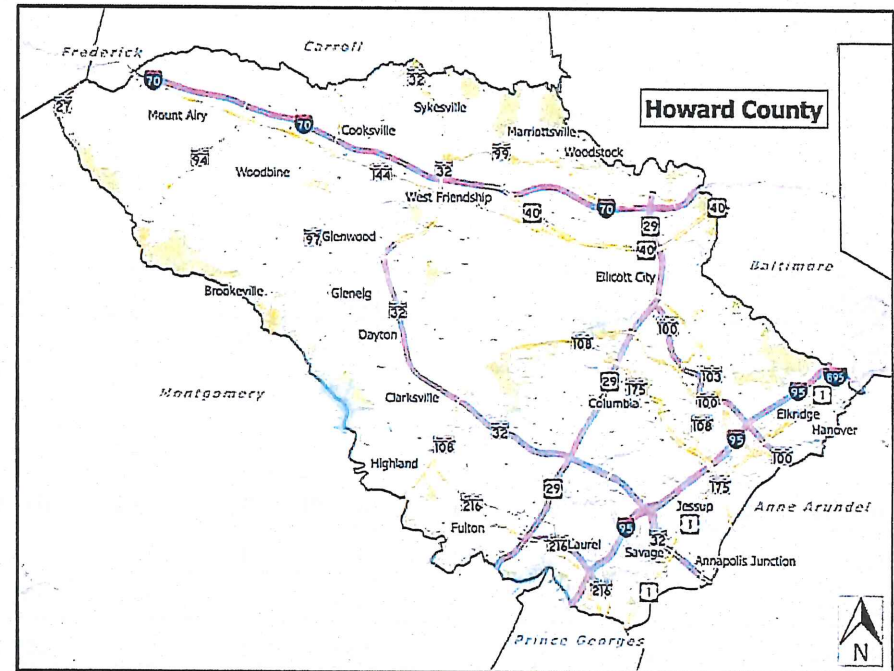 Frederick
Carroll
70
32
27
Sykesville
Howard County
Mount Airy
70
Cooksville
Marriottsville
94
99
Woodstock
Woodbine
144
32
West Friendship
70
40
40
29
97
Glenwood
40
Baltimore
Ellicott City
Brookeville
Glenelg
32
Dayton
100
108
Montgomery
103
895
29
175
95
1
Clarksville
Columbia
100
Elkridge
108
Hanover
32
95
108
100
Highland
29
175
216
Jessup
Anne Arundel
Fulton
95
1
216
Laurel
32
Savage
Annapolis Junction
216
1
Prince Georges
N